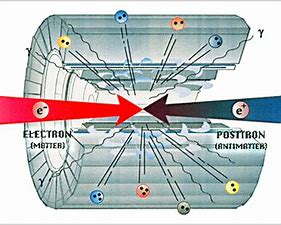 γ
γ
e⁻
e⁺
ELECTRON
(MATTER)
POSITRON
(ANTIMATTER)
γ